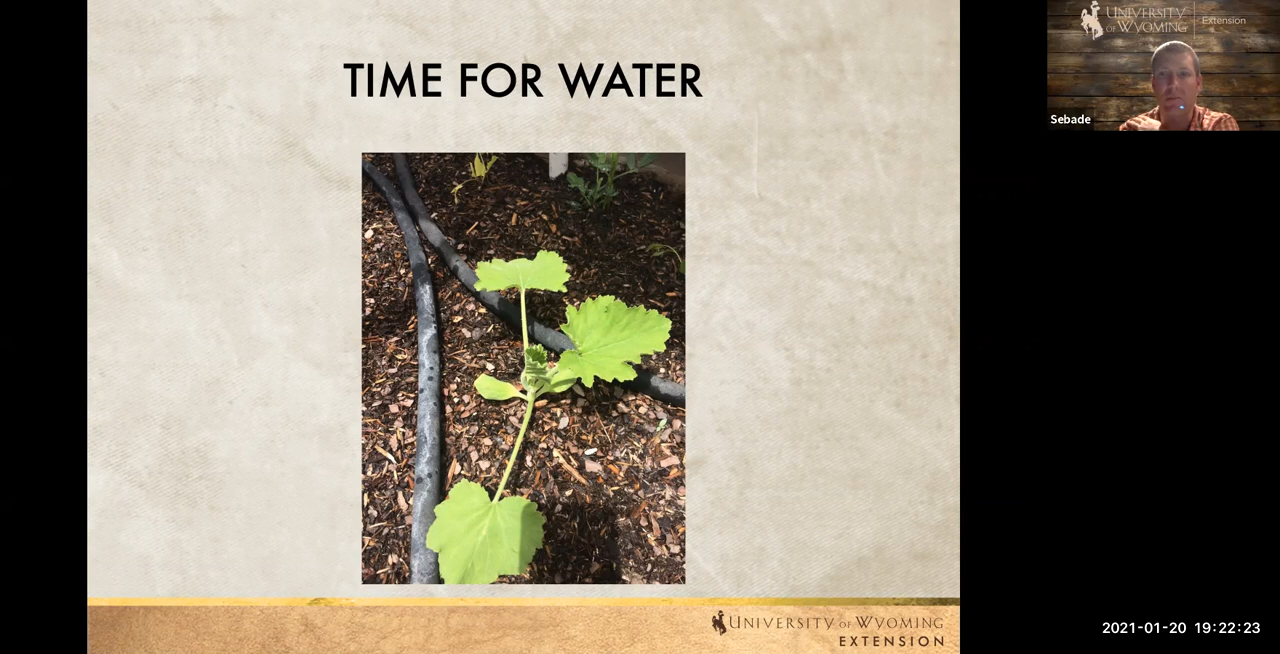 TIME FOR WATER
UNIVERSITY OF WYOMING
EXTENSION
UNIVERSITY OF WYOMING
Extension
Sebade
2021-01-20 19:22:23